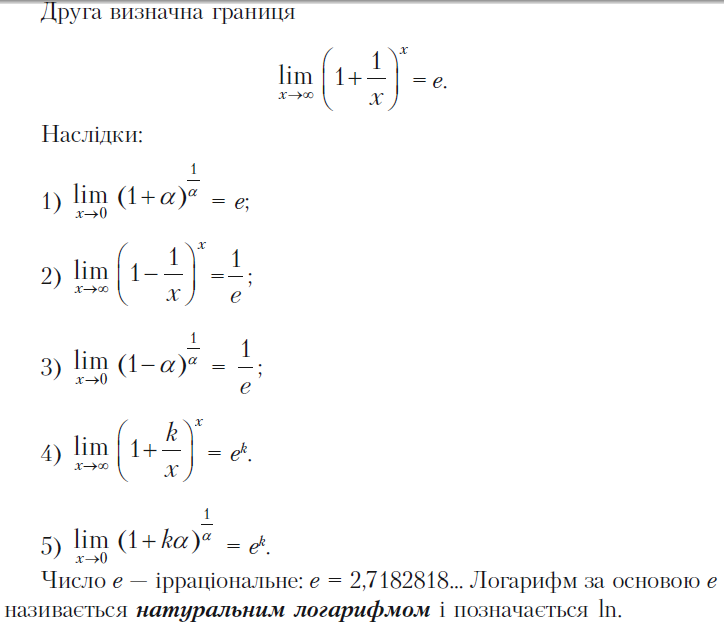 Друга визначна границя
$\lim\limits_{x \to \infty} \left(1+\frac{1}{x}\right)^{x} = e.$
Наслідки:
1) $\lim\limits_{x \to 0} (1+\alpha)^{\frac{1}{\alpha}} = e;$
2) $\lim\limits_{x \to \infty} \left(1-\frac{1}{x}\right)^{x} = \frac{1}{e};$
3) $\lim\limits_{x \to 0} (1-\alpha)^{\frac{1}{\alpha}} = \frac{1}{e};$
4) $\lim\limits_{x \to \infty} \left(1+\frac{k}{x}\right)^{x} = e^{k}.$
5) $\lim\limits_{x \to 0} (1+k\alpha)^{\frac{1}{\alpha}} = e^{k}.$
Число e — ірраціональне: e = 2,7182818... Логарифм за основою e
називається натуральним логарифмом і позначається ln.